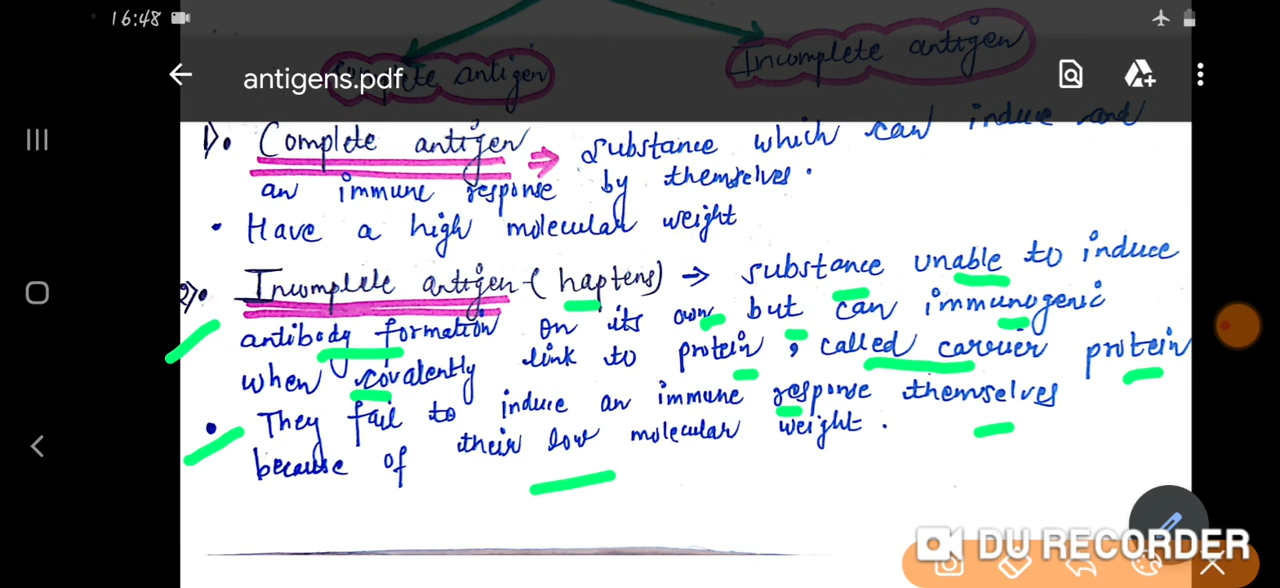 16:48
Complete antigen
Incomplete antigen
antigens.pdf
1). Complete antigen ⇒ Substance which can induce and
an immune response by themselves.
• Have a high molecular weight
2). Incomplete antigen (haptens) → substance unable to induce
antibody formation on its own but can immunogenic
when covalently link to protein, called carrier protein
• They fail to induce an immune response themselves
because of their low molecular weight.
DU RECORDER